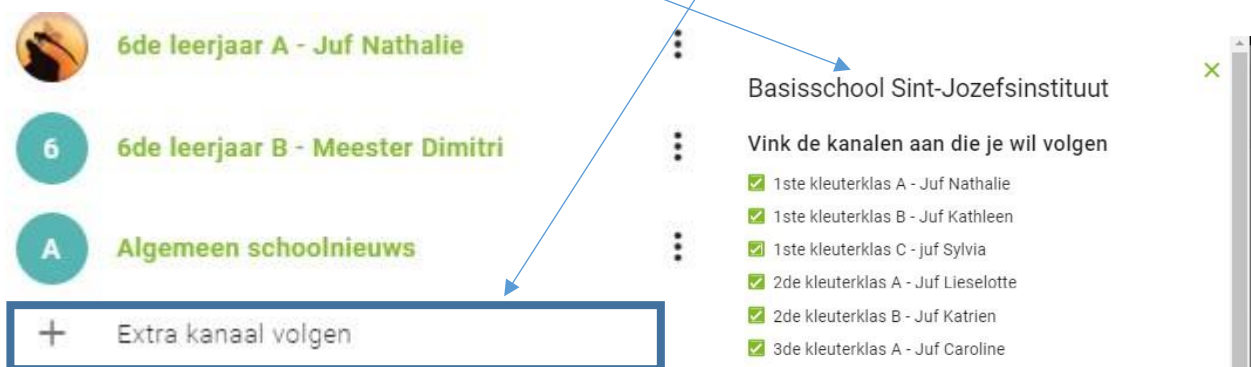 6de leerjaar A - Juf Nathalie
6
6de leerjaar B - Meester Dimitri
A
Algemeen schoolnieuws
+ Extra kanaal volgen
Basisschool Sint-Jozefsinstituut
Vink de kanalen aan die je wil volgen
1ste kleuterklas A - Juf Nathalie
1ste kleuterklas B - Juf Kathleen
1ste kleuterklas C - juf Sylvia
2de kleuterklas A - Juf Lieselotte
2de kleuterklas B - Juf Katrien
3de kleuterklas A - Juf Caroline